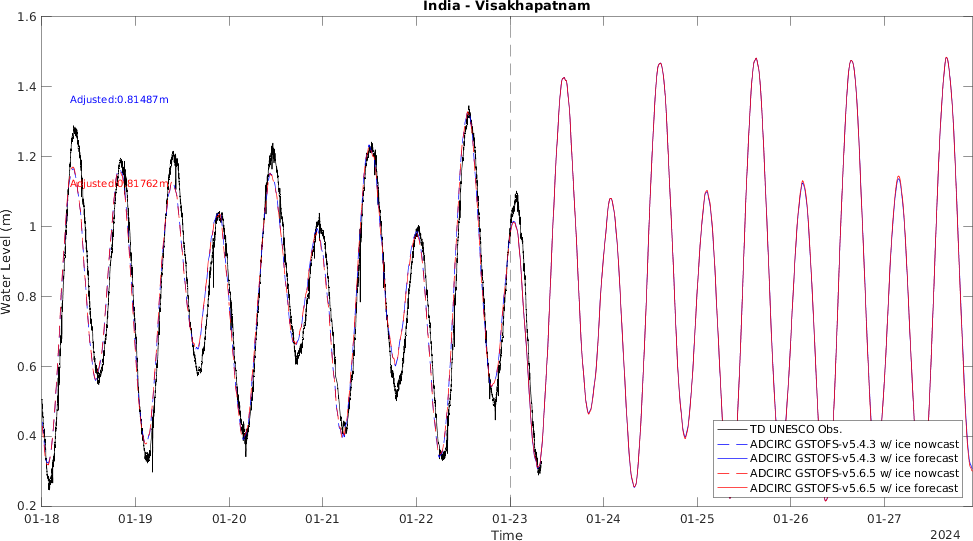 India - Visakhapatnam
1.6
1.4
1.2
1
0.8
0.6
0.4
0.2
Water Level (m)
Adjusted:0.81487m
Adjusted:0.81762m
TD UNESCO Obs.
ADCIRC GSTOFS-v5.4.3 w/ ice nowcast
ADCIRC GSTOFS-v5.4.3 w/ ice forecast
ADCIRC GSTOFS-v5.6.5 w/ ice nowcast
ADCIRC GSTOFS-v5.6.5 w/ ice forecast
01-18 01-19 01-20 01-21 01-22 01-23 01-24 01-25 01-26 01-27
Time
2024